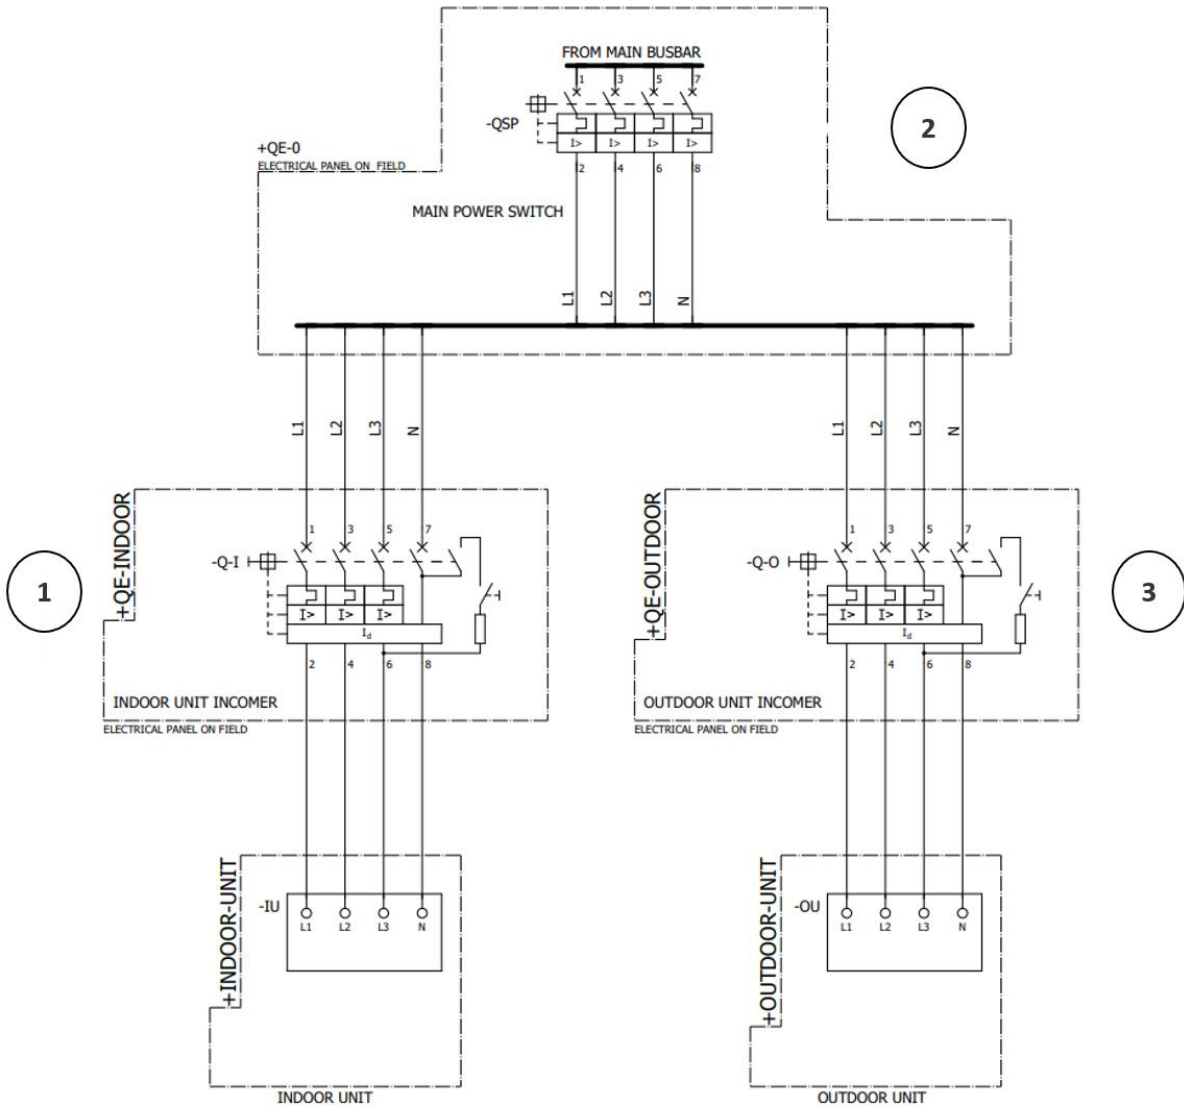 FROM MAIN BUSBAR
1 3 5 7
-QSP
I> I> I> I>
2 4 6 8
2
+QE-0
ELECTRICAL PANEL ON FIELD
MAIN POWER SWITCH
L1 L2 L3 N
L1 L2 L3 N
L1 L2 L3 N
1
+QE-INDOOR
1 3 5 7
-Q-I
I> I> I>
Id
2 4 6 8
INDOOR UNIT INCOMER
ELECTRICAL PANEL ON FIELD
+QE-OUTDOOR
1 3 5 7
-Q-O
I> I> I>
Id
2 4 6 8
OUTDOOR UNIT INCOMER
ELECTRICAL PANEL ON FIELD
3
+INDOOR-UNIT
-IU
L1 L2 L3 N
INDOOR UNIT
+OUTDOOR-UNIT
-OU
L1 L2 L3 N
OUTDOOR UNIT